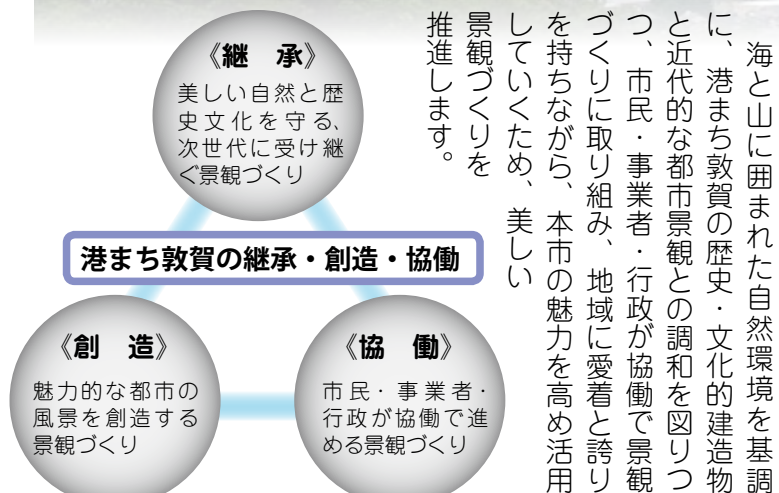 海と山に囲まれた自然環境を基調
に、港まち敦賀の歴史・文化的建造物
と近代的な都市景観との調和を図りつ
つ、市民・事業者・行政が協働で景観
づくりに取り組み、地域に愛着と誇り
を持ちながら、本市の魅力を高め活用
していくため、美しい
景観づくりを
推進します。
《継 承》
美しい自然と歴
史文化を守る、
次世代に受け継
ぐ景観づくり
港まち敦賀の継承・創造・協働
《創 造》
魅力的な都市の
風景を創造する
景観づくり
《協 働》
市民・事業者・
行政が協働で進
める景観づくり